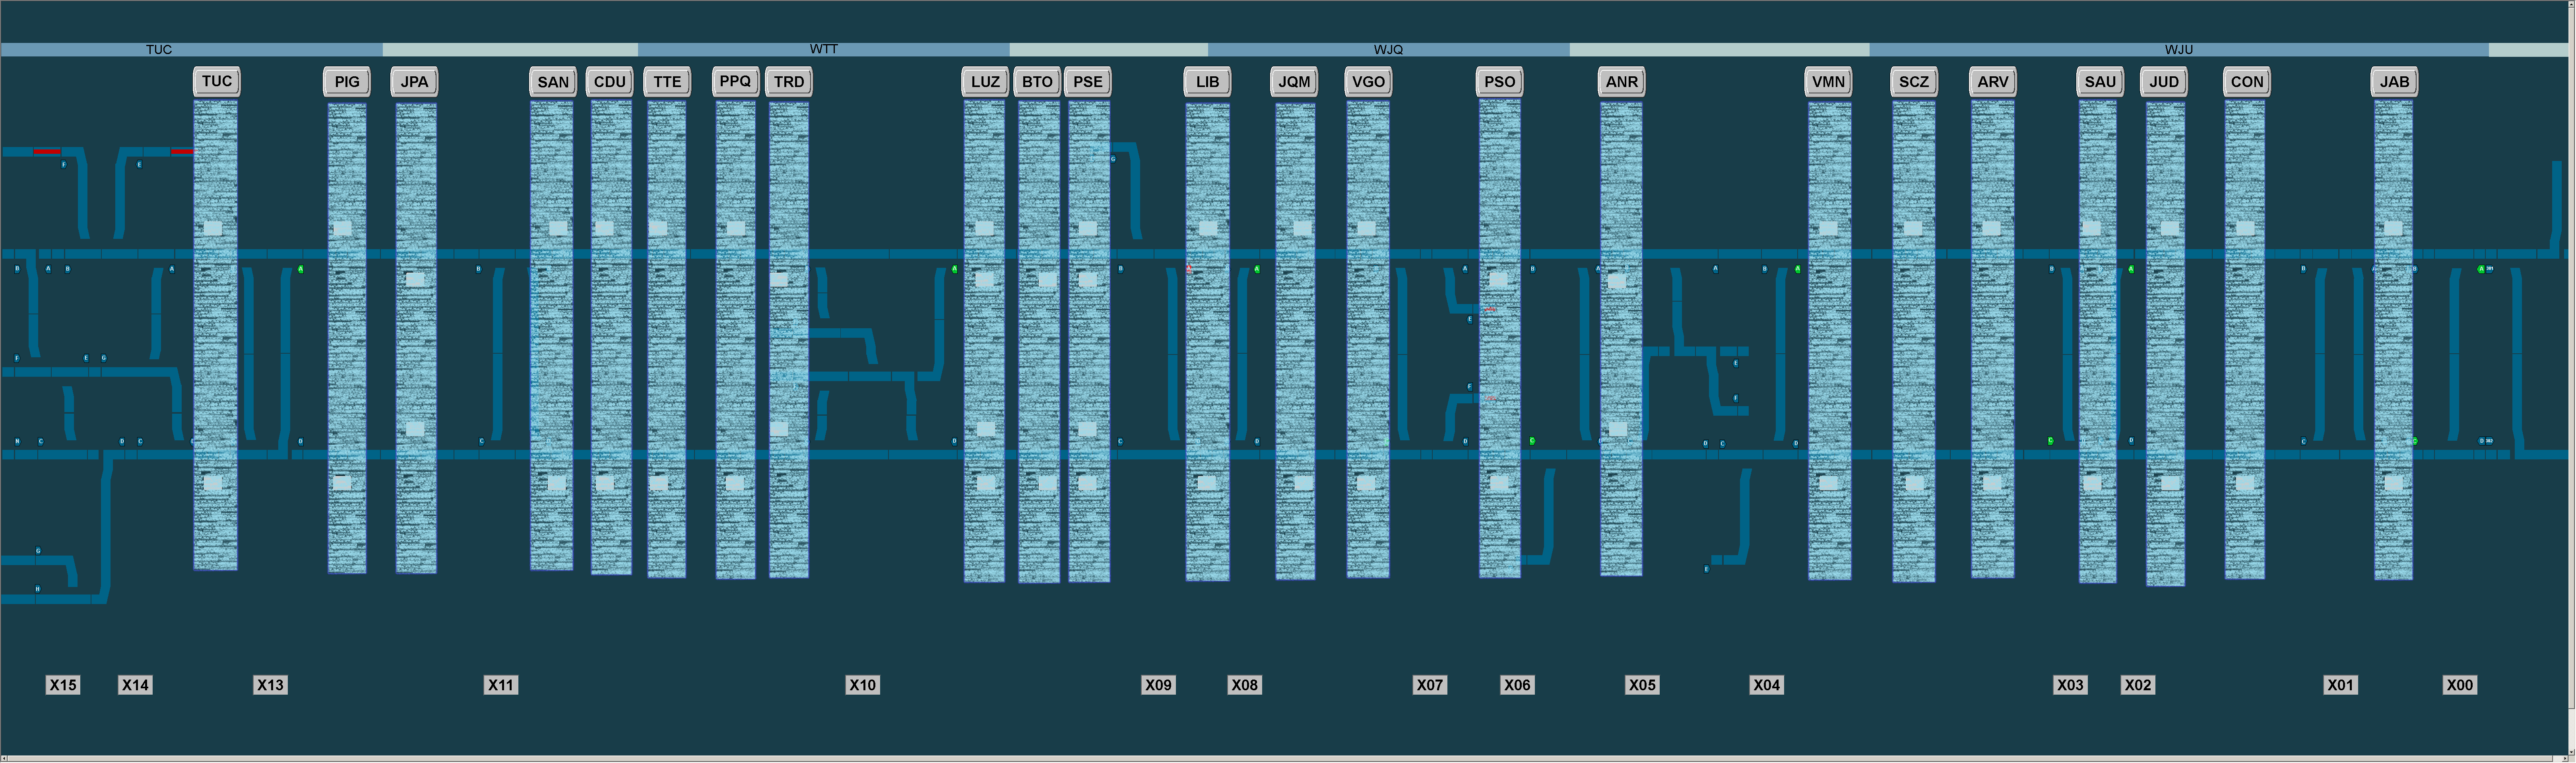 TUC WTT WJQ WJU
TUC PIG JPA SAN CDU TTE PPQ TRD LUZ BTO PSE LIB JQM VGO PSO ANR VMN SCZ ARV SAU JUD CON JAB
F E G
B A B A A B A B A A A B A A B A B A B A B A
E E
F E G
E F
N C D C D C D C D D C D C D C D C D
G
E
H
X15 X14 X13 X11 X10 X09 X08 X07 X06 X05 X04 X03 X02 X01 X00